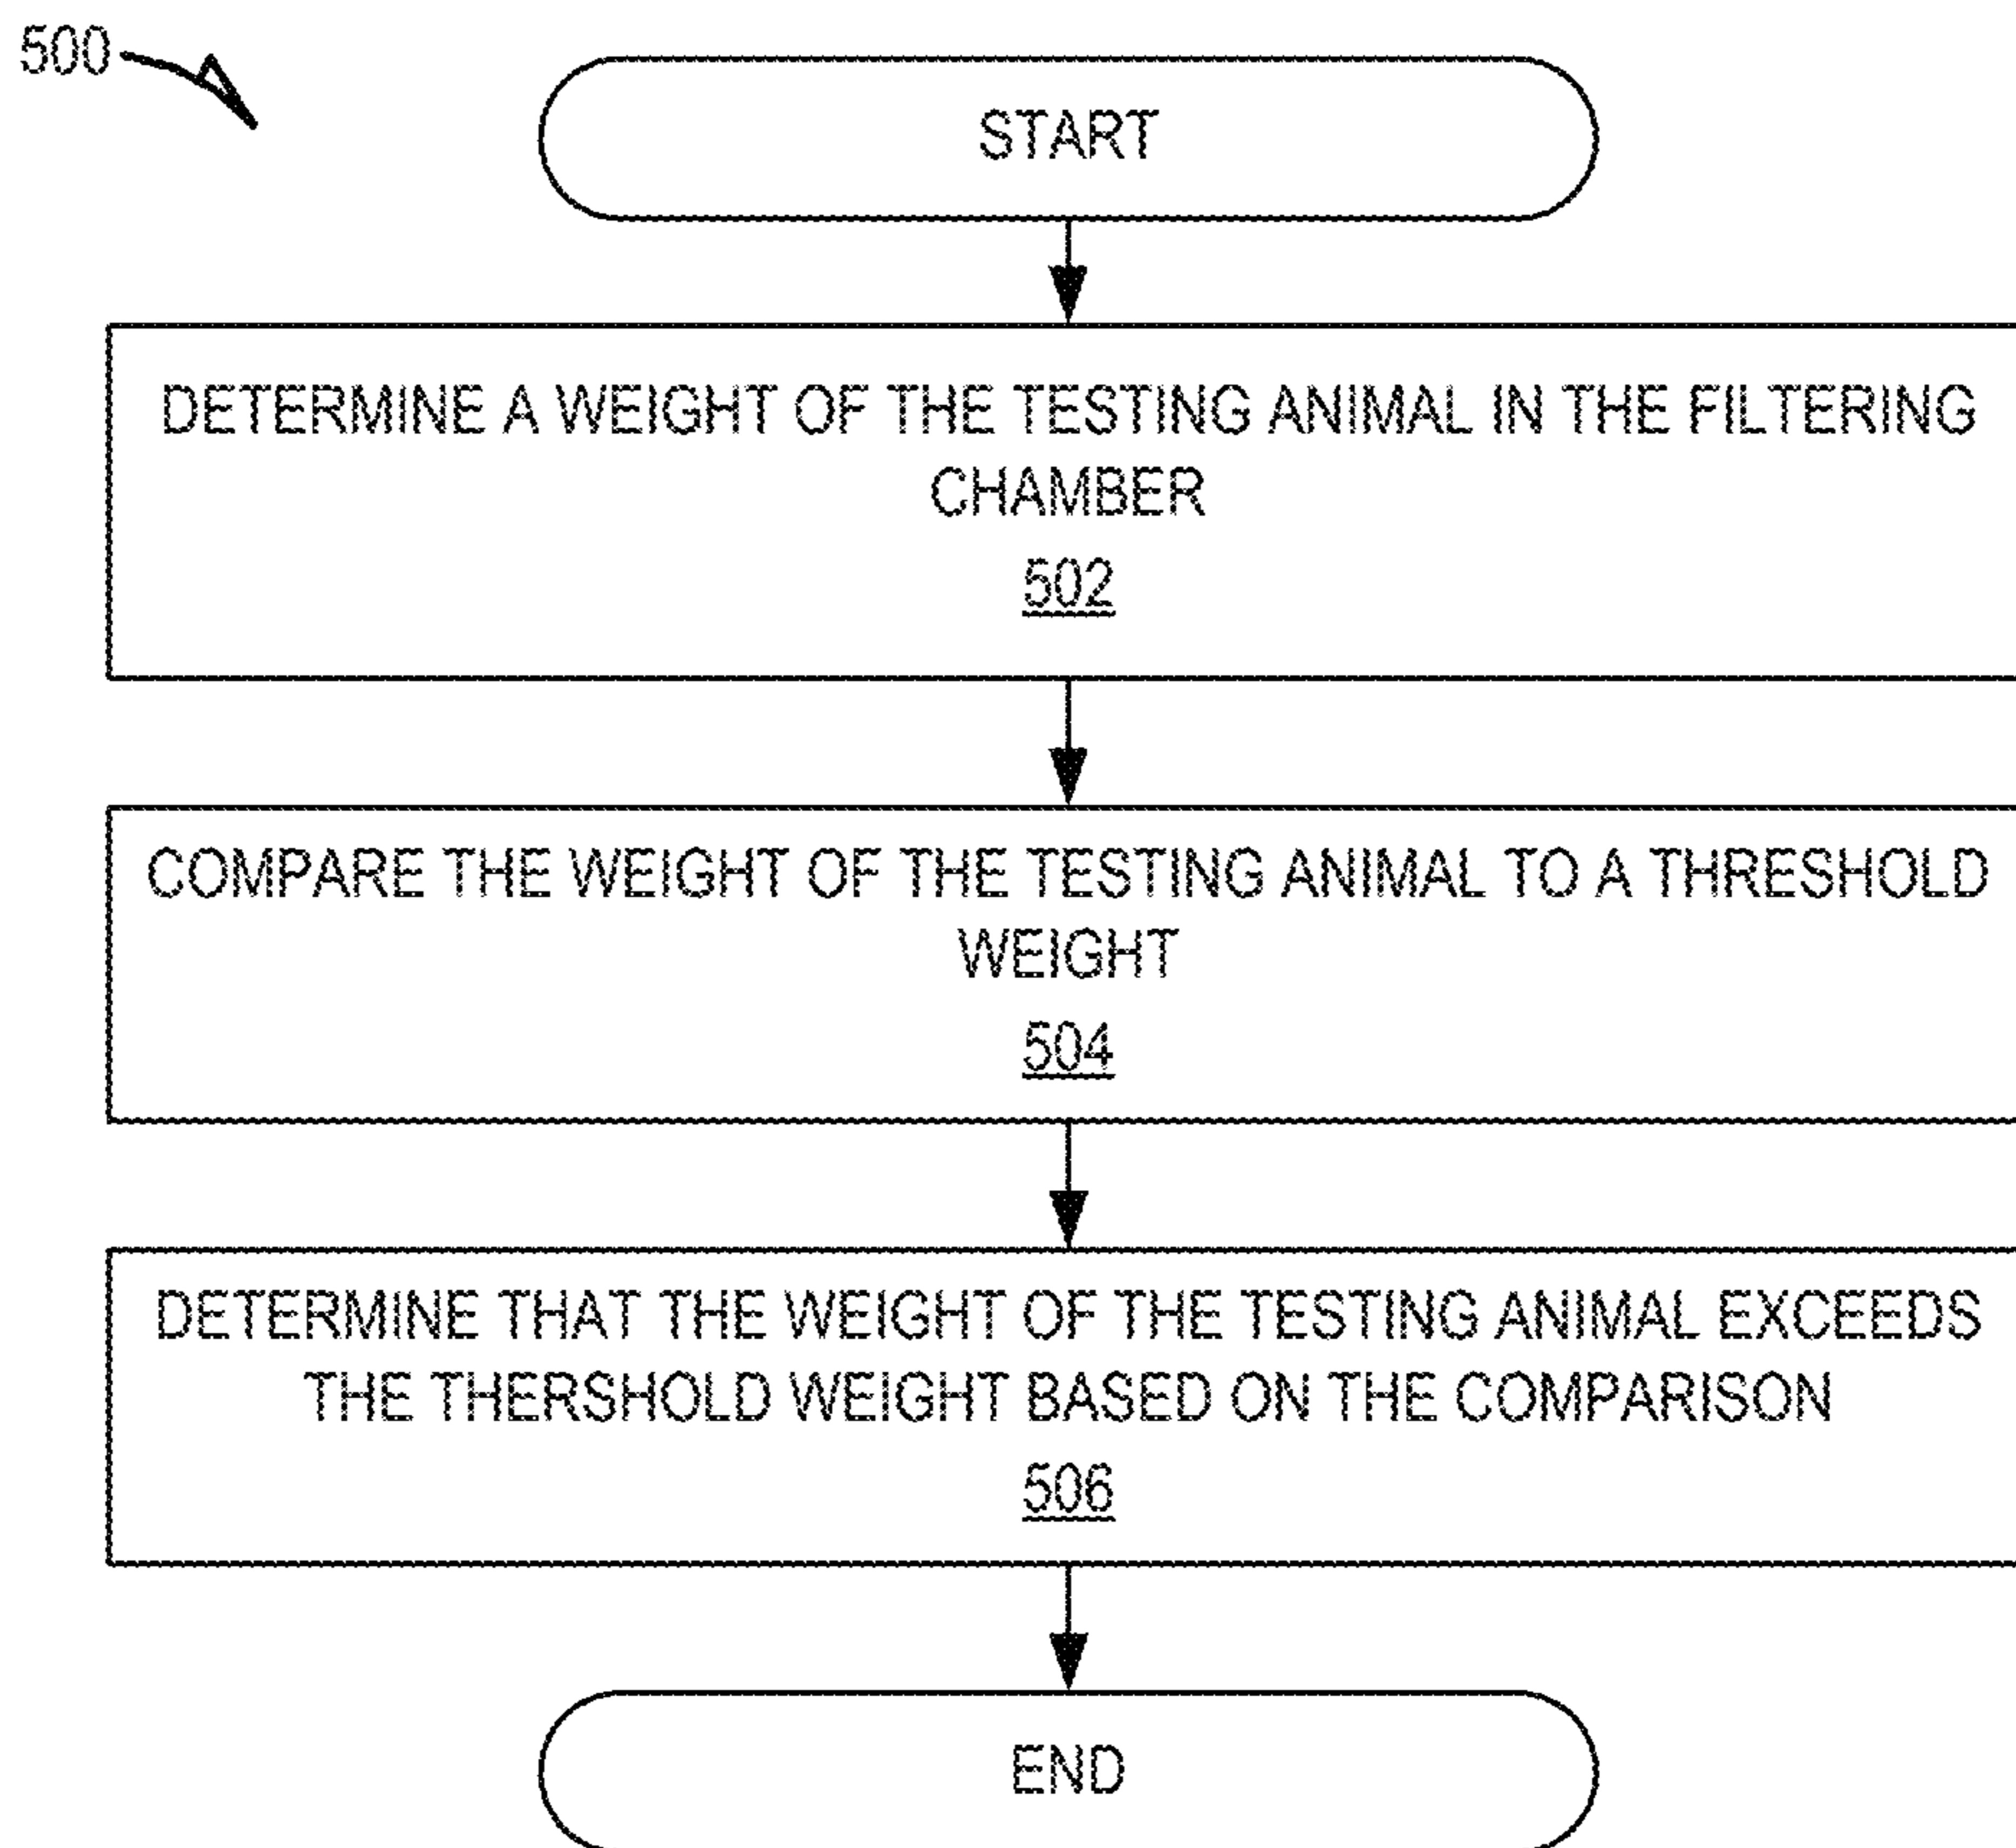 500
START
DETERMINE A WEIGHT OF THE TESTING ANIMAL IN THE FILTERING
CHAMBER
502
COMPARE THE WEIGHT OF THE TESTING ANIMAL TO A THRESHOLD
WEIGHT
504
DETERMINE THAT THE WEIGHT OF THE TESTING ANIMAL EXCEEDS
THE THERSHOLD WEIGHT BASED ON THE COMPARISON
506
END